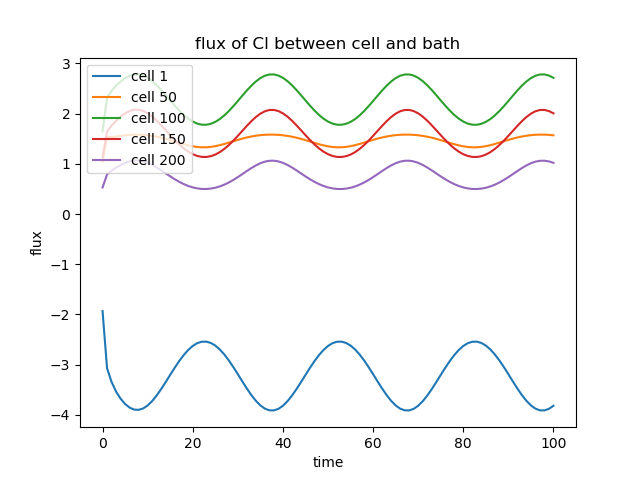 flux of Cl between cell and bath
cell 1
cell 50
cell 100
cell 150
cell 200
3
2
1
0
−1
−2
−3
−4
flux
0
20
40
60
80
100
time